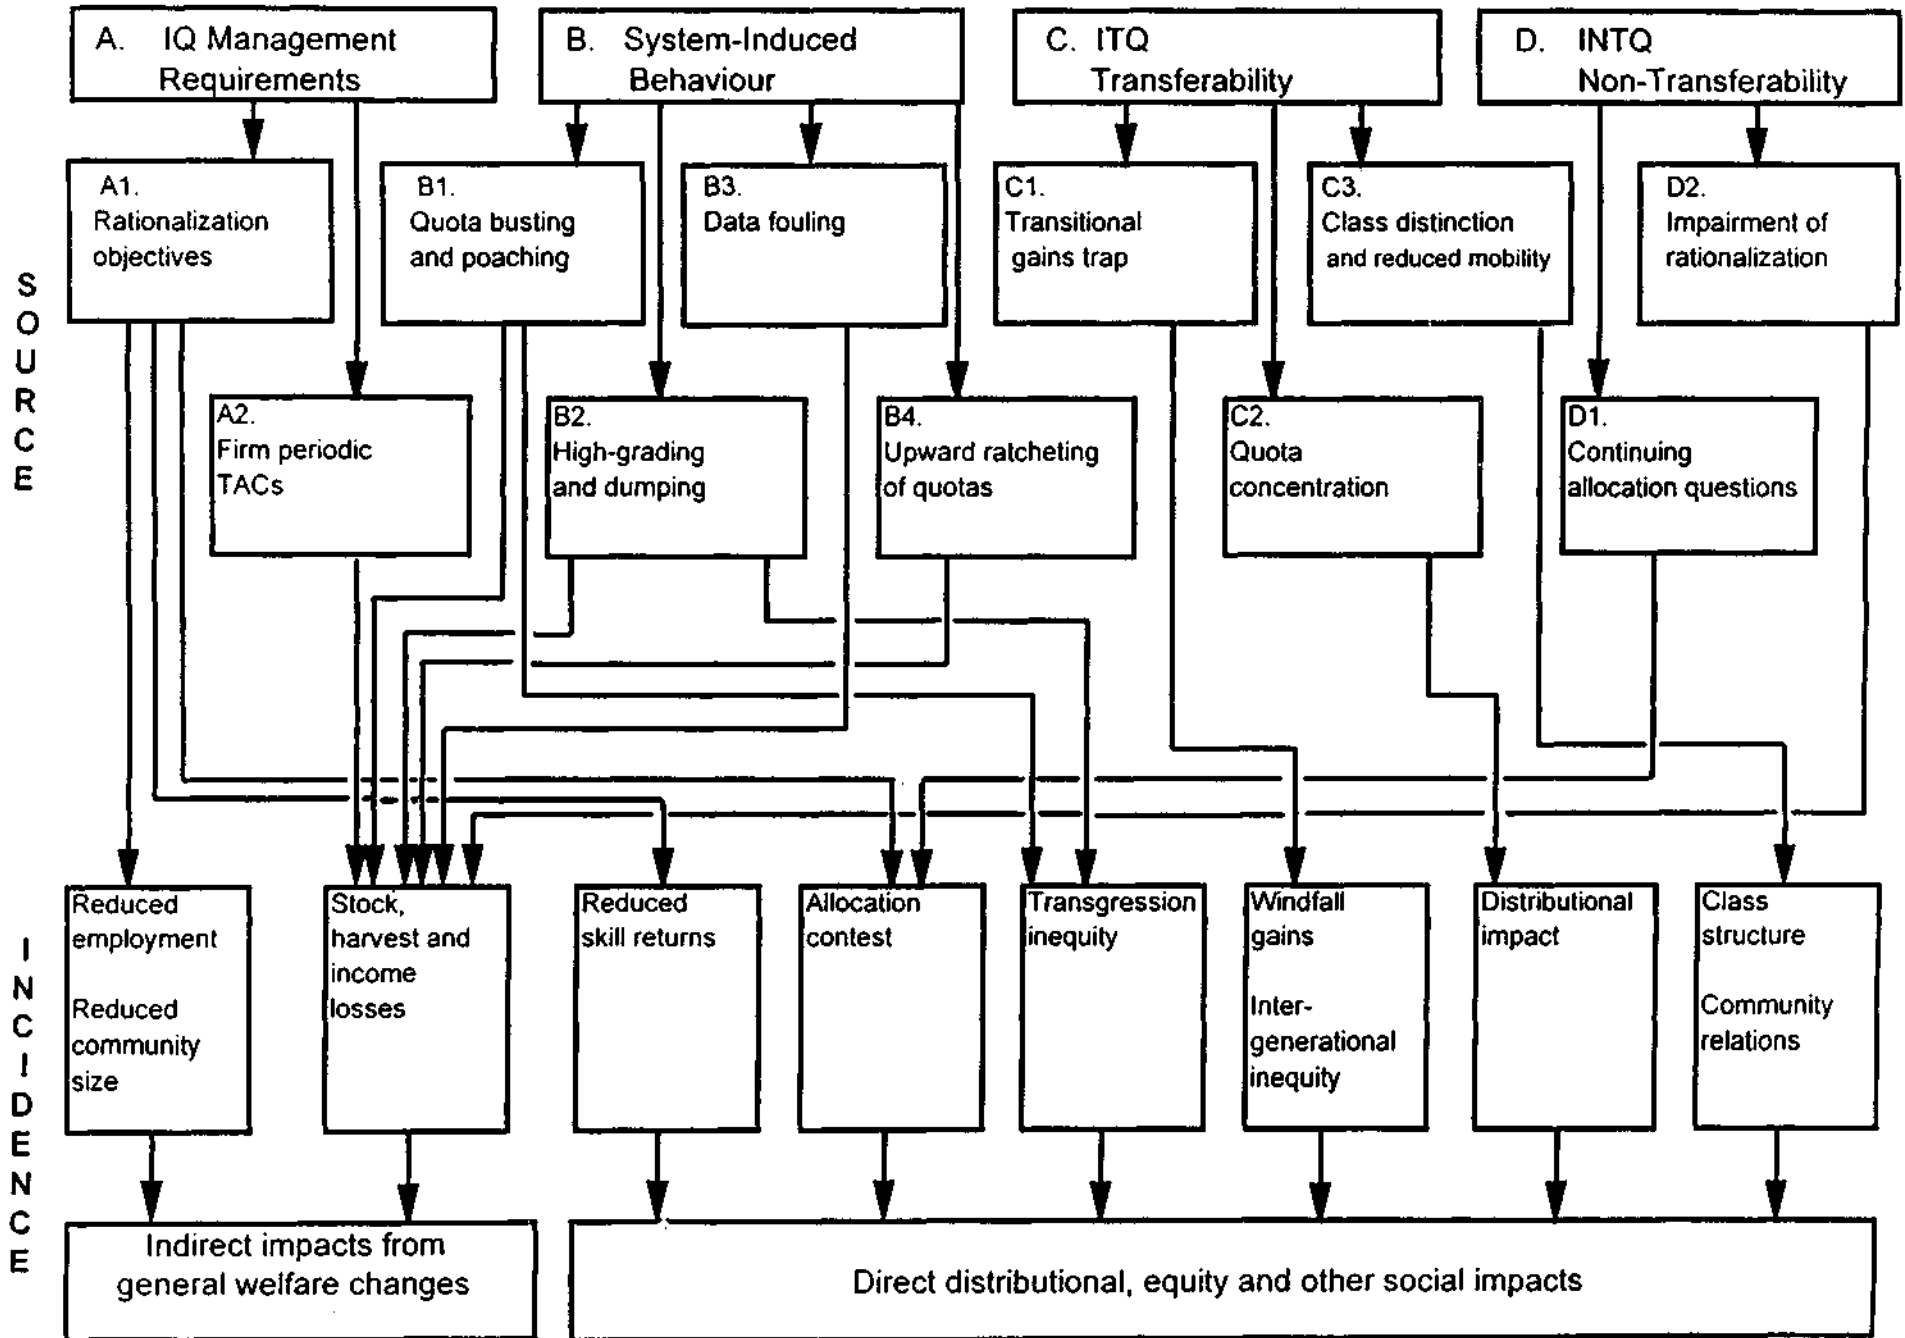 A. IQ Management
Requirements
B. System-Induced
Behaviour
C. ITQ
Transferability
D. INTQ
Non-Transferability
SOURCE
A1.
Rationalization
objectives
B1.
Quota busting
and poaching
B3.
Data fouling
C1.
Transitional
gains trap
C3.
Class distinction
and reduced mobility
D2.
Impairment of
rationalization
A2.
Firm periodic
TACs
B2.
High-grading
and dumping
B4.
Upward ratcheting
of quotas
C2.
Quota
concentration
D1.
Continuing
allocation questions
INCIDENCE
Reduced
employment
Reduced
community
size
Stock,
harvest and
income
losses
Reduced
skill returns
Allocation
contest
Transgression
inequity
Windfall
gains
Inter-
generational
inequity
Distributional
impact
Class
structure
Community
relations
Indirect impacts from
general welfare changes
Direct distributional, equity and other social impacts